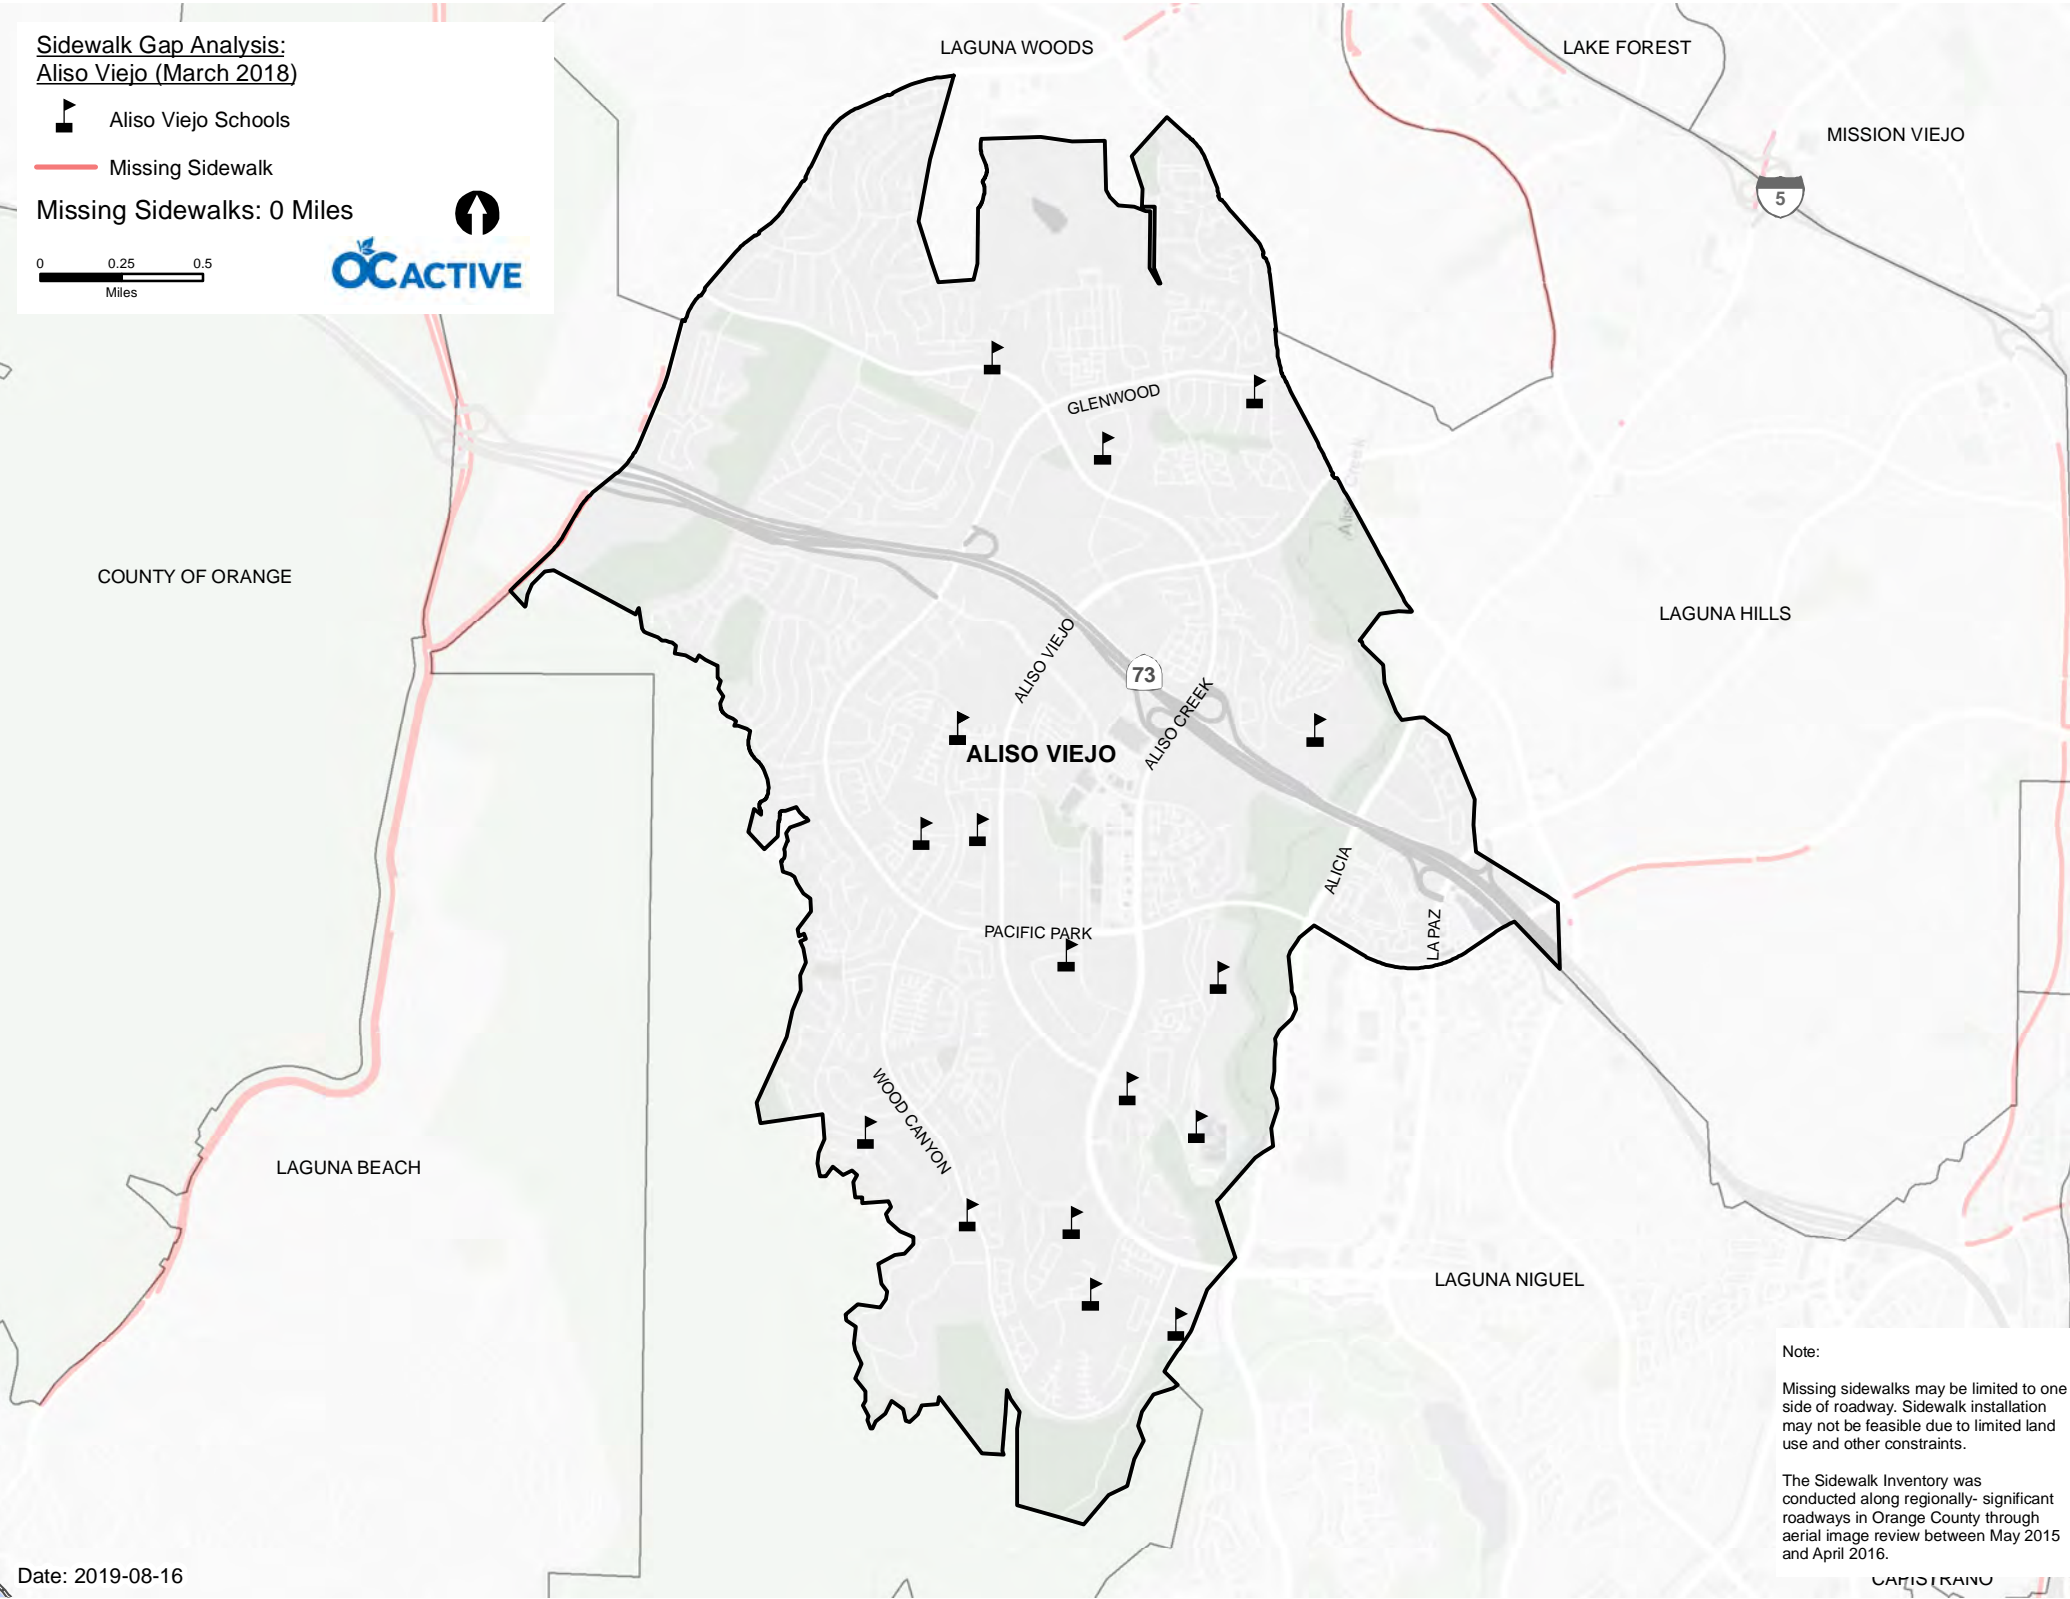 Sidewalk Gap Analysis:
Aliso Viejo (March 2018)
Aliso Viejo Schools
Missing Sidewalk
Missing Sidewalks: 0 Miles
0 0.25 0.5
Miles
OC ACTIVE
LAGUNA WOODS
LAKE FOREST
MISSION VIEJO
5
GLENWOOD
Aliso Creek
COUNTY OF ORANGE
LAGUNA HILLS
ALISO VIEJO
73
ALISO CREEK
ALISO VIEJO
ALICIA
LA PAZ
PACIFIC PARK
WOOD CANYON
LAGUNA BEACH
LAGUNA NIGUEL
Note:
Missing sidewalks may be limited to one
side of roadway. Sidewalk installation
may not be feasible due to limited land
use and other constraints.
The Sidewalk Inventory was
conducted along regionally- significant
roadways in Orange County through
aerial image review between May 2015
and April 2016.
CAPISTRANO
Date: 2019-08-16